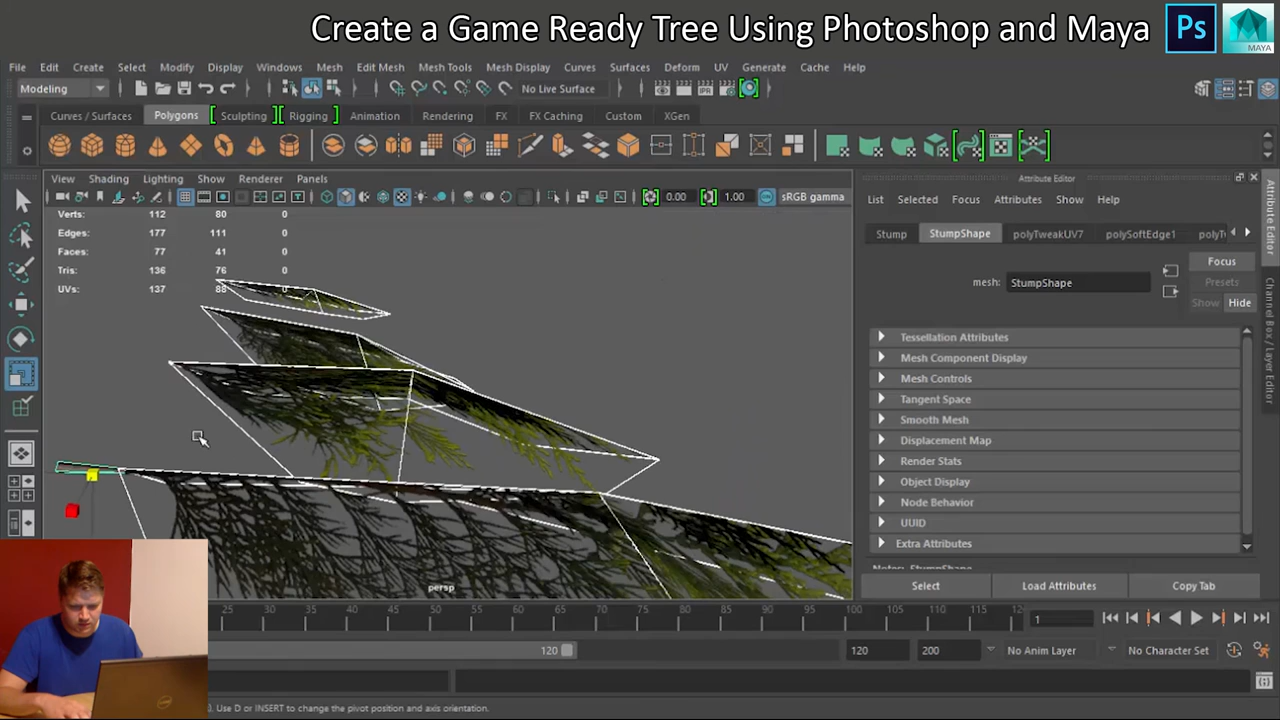 Create a Game Ready Tree Using Photoshop and Maya
Ps
MAYA
File Edit Create Select Modify Display Windows Mesh Edit Mesh Mesh Tools Mesh Display Curves Surfaces Deform UV Generate Cache Help
Modeling
No Live Surface
Curves / Surfaces Polygons Sculpting Rigging Animation Rendering FX FX Caching Custom XGen
View Shading Lighting Show Renderer Panels
0.00 1.00 sRGB gamma
Verts: 112 80 0
Edges: 177 111 0
Faces: 77 41 0
Tris: 136 76 0
UVs: 137 88 0
persp
Attribute Editor
List Selected Focus Attributes Show Help
Stump StumpShape polyTweakUV7 polySoftEdge1
mesh: StumpShape
Focus
Presets
Show Hide
Tessellation Attributes
Mesh Component Display
Mesh Controls
Tangent Space
Smooth Mesh
Displacement Map
Render Stats
Object Display
Node Behavior
UUID
Extra Attributes
Select Load Attributes Copy Tab
Attribute Editor
Channel Box / Layer Editor
25 30 35 40 45 50 55 60 65 70 75 80 85 90 95 100 105 110 115
1
120 120 200 No Anim Layer No Character Set
Use D or INSERT to change the pivot position and axis orientation.